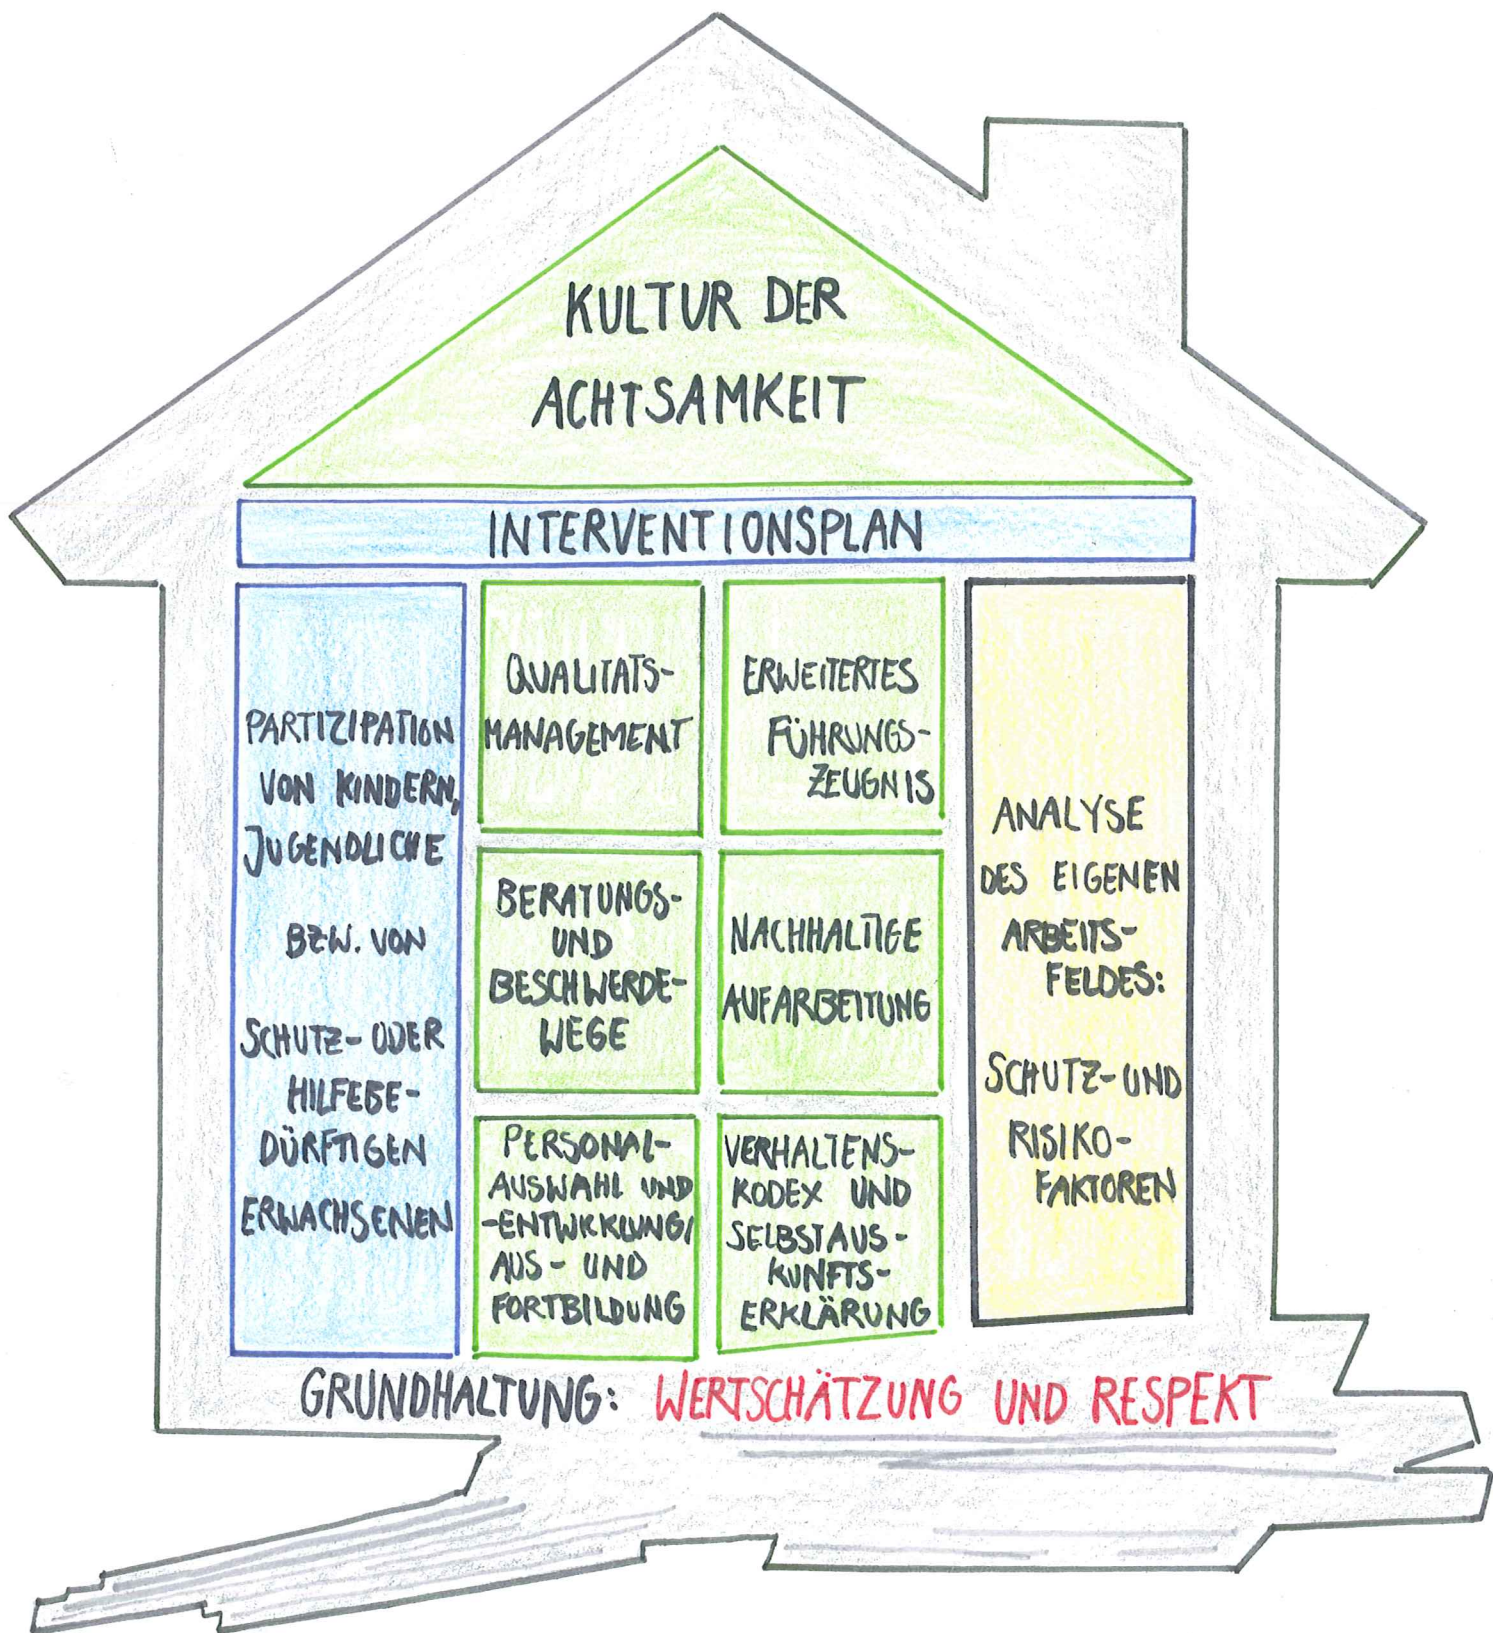 KULTUR DER
ACHTSAMKEIT
INTERVENTIONSPLAN
PARTIZIPATION
VON KINDERN,
JUGENDLICHE
BZW. VON
SCHUTZ- ODER
HILFEBE-
DÜRFTIGEN
ERWACHSENEN
QUALITÄTS-
MANAGEMENT
ERWEITERTES
FÜHRUNGS-
ZEUGNIS
BERATUNGS-
UND
BESCHWERDE-
WEGE
NACHHALTIGE
AUFARBEITUNG
PERSONAL-
AUSWAHL UND
-ENTWICKLUNG/
AUS- UND
FORTBILDUNG
VERHALTENS-
KODEX UND
SELBSTAUS-
KUNFTS-
ERKLÄRUNG
ANALYSE
DES EIGENEN
ARBEITS-
FELDES:
SCHUTZ- UND
RISIKO-
FAKTOREN
GRUNDHALTUNG: WERTSCHÄTZUNG UND RESPEKT